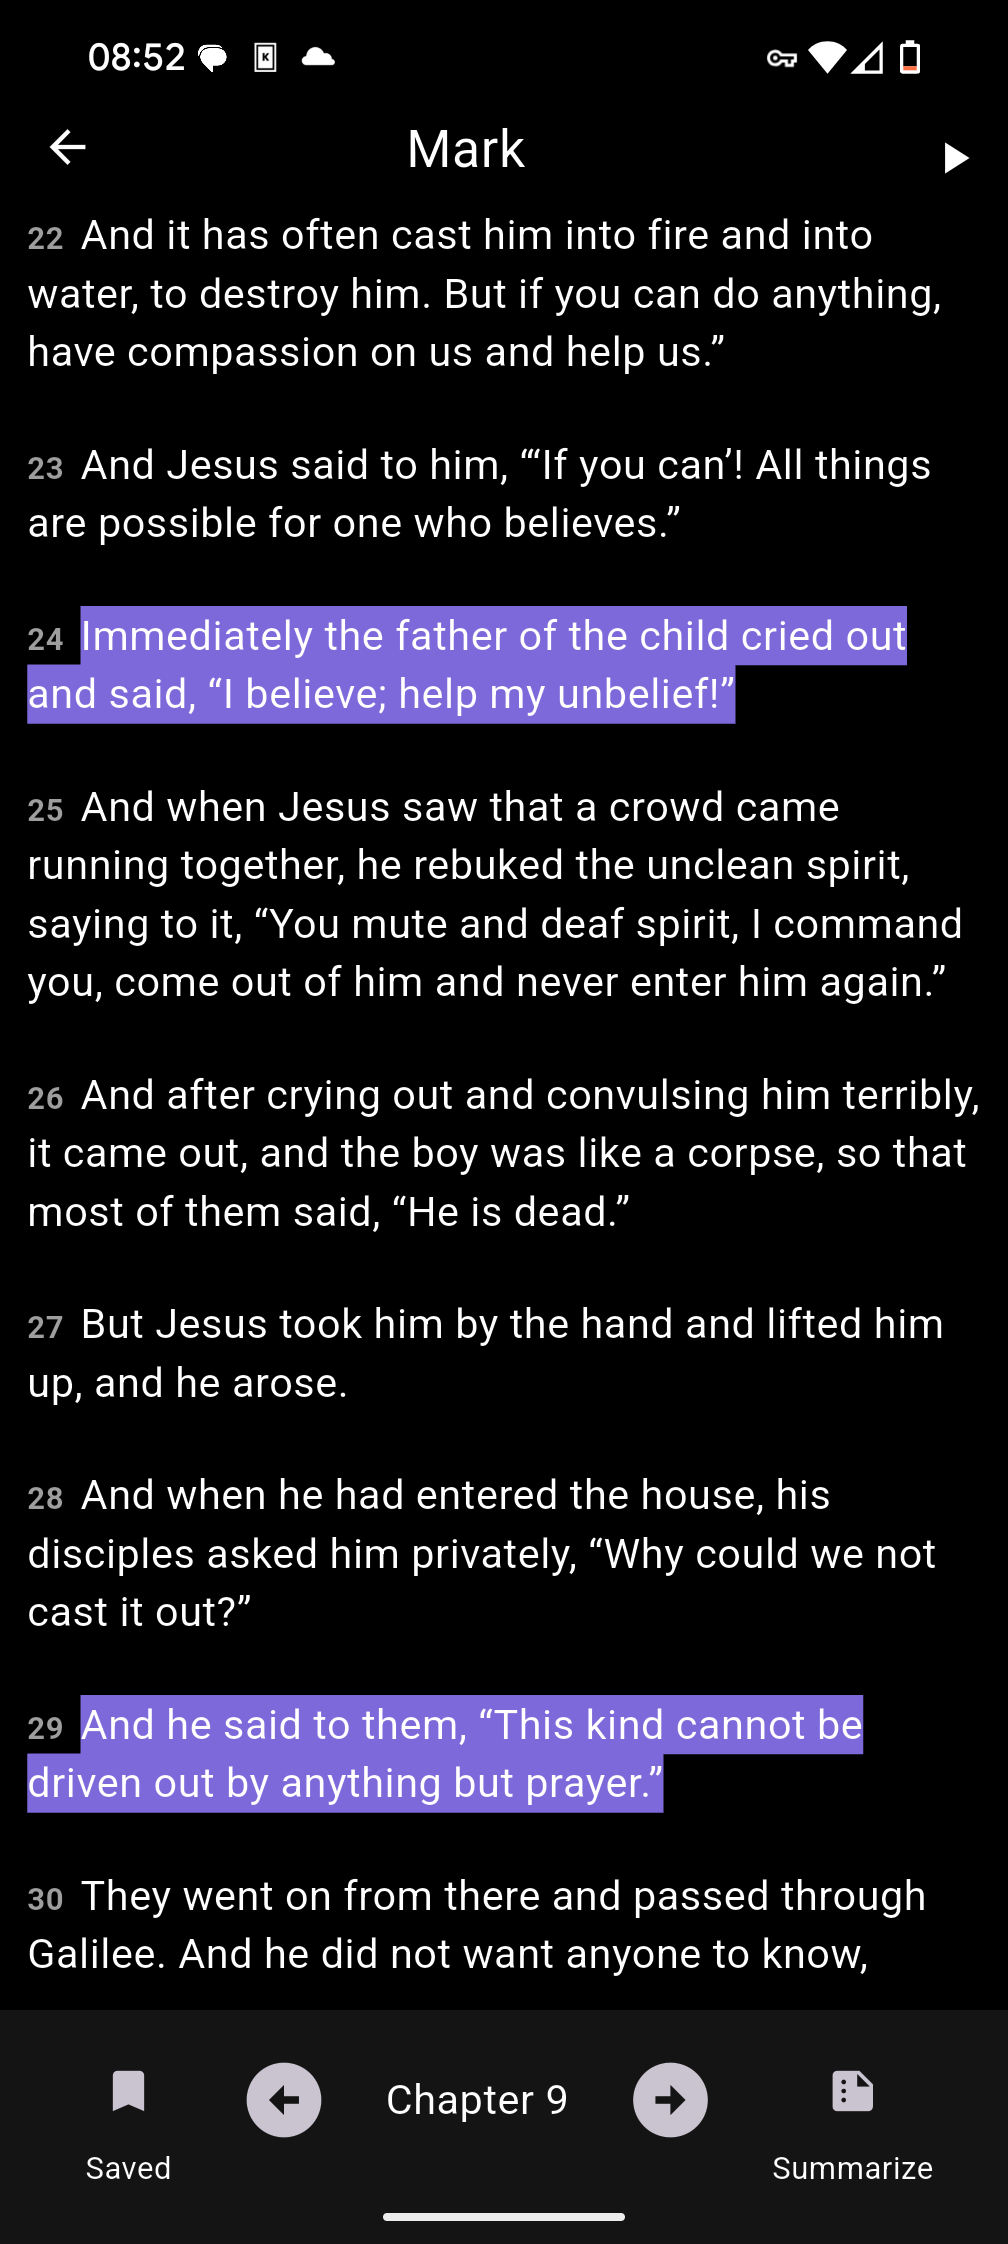 08:52
K
Mark
22 And it has often cast him into fire and into
water, to destroy him. But if you can do anything,
have compassion on us and help us.”
23 And Jesus said to him, “‘If you can’! All things
are possible for one who believes.”
24 Immediately the father of the child cried out
and said, “I believe; help my unbelief!”
25 And when Jesus saw that a crowd came
running together, he rebuked the unclean spirit,
saying to it, “You mute and deaf spirit, I command
you, come out of him and never enter him again.”
26 And after crying out and convulsing him terribly,
it came out, and the boy was like a corpse, so that
most of them said, “He is dead.”
27 But Jesus took him by the hand and lifted him
up, and he arose.
28 And when he had entered the house, his
disciples asked him privately, “Why could we not
cast it out?”
29 And he said to them, “This kind cannot be
driven out by anything but prayer.”
30 They went on from there and passed through
Galilee. And he did not want anyone to know,
Chapter 9
Saved
Summarize